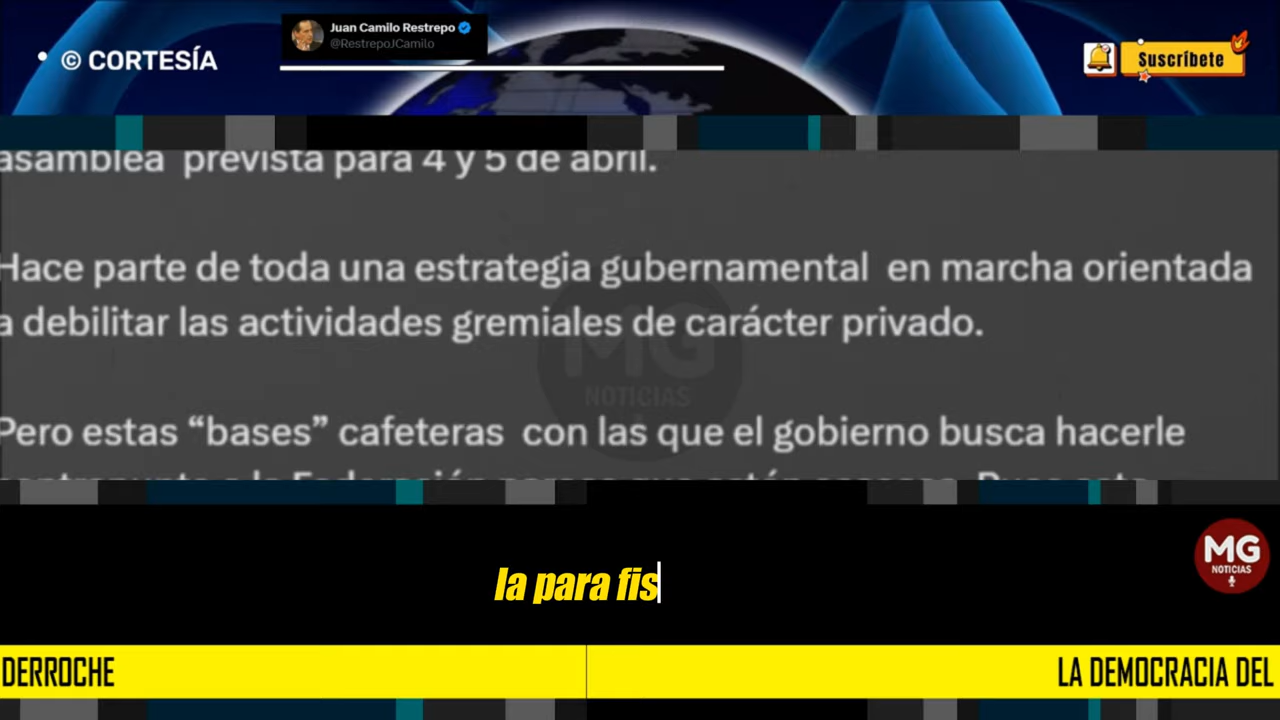 © CORTESÍA
Juan Camilo Restrepo
@RestrepoJCamilo
Suscríbete
asamblea prevista para 4 y 5 de abril.
Hace parte de toda una estrategia gubernamental en marcha orientada
a debilitar las actividades gremiales de carácter privado.
MG
NOTICIAS
Pero estas “bases” cafeteras con las que el gobierno busca hacerle
la para fis
MG
NOTICIAS
DERROCHE
LA DEMOCRACIA DEL